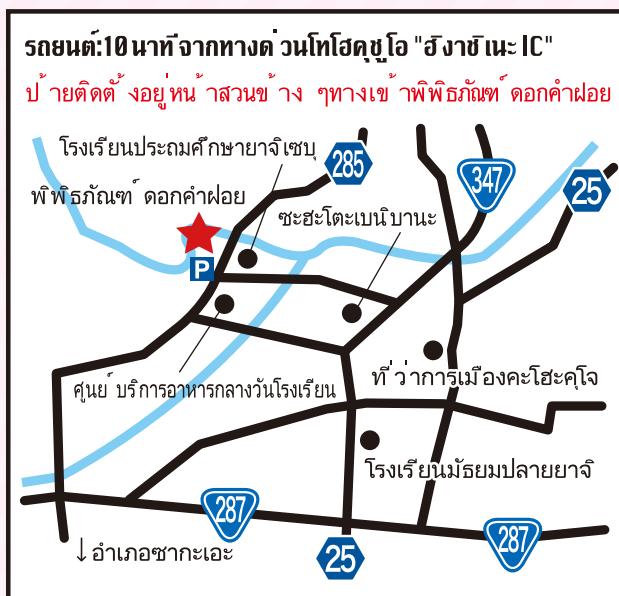 รถยนต์:10 นาทีจากทางด่วนโทโฮคุชูโอ "ฮิงาชิเนะ IC"
ป้ายติดตั้งอยู่หน้าสวนข้าง ๆทางเข้าพิพิธภัณฑ์ดอกคำฝอย
โรงเรียนประถมศึกษายาจิเซบุ
285
347
25
พิพิธภัณฑ์ดอกคำฝอย
ซะฮะโตะเบนิบานะ
P
ศูนย์บริการอาหารกลางวันโรงเรียน
ที่ว่าการเมืองคะโฮะคุโจ
โรงเรียนมัธยมปลายยาจิ
287
287
25
↓อำเภอซากะเอะ